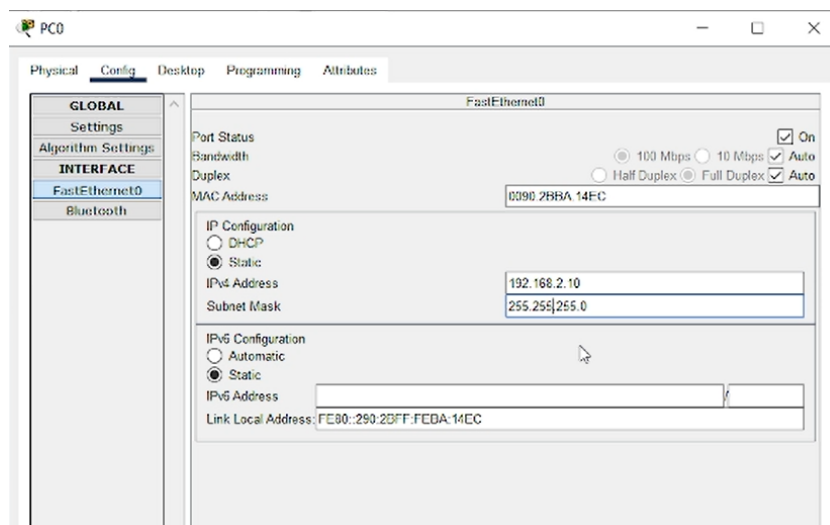 PC0
Physical Config Desktop Programming Attributes
GLOBAL
Settings
Algorithm Settings
INTERFACE
FastEthernet0
Bluetooth
FastEthernet0
Port Status On
Bandwidth 100 Mbps 10 Mbps Auto
Duplex Half Duplex Full Duplex Auto
MAC Address 0090.2BBA.14EC
IP Configuration
DHCP
Static
IPv4 Address 192.168.2.10
Subnet Mask 255.255.255.0
IPv6 Configuration
Automatic
Static
IPv6 Address /
Link Local Address: FE80::290:2BFF:FEBA:14EC